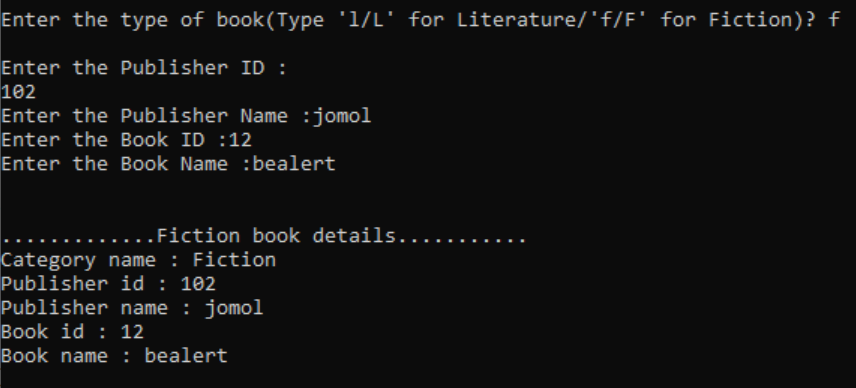 Enter the type of book(Type 'l/L' for Literature/'f/F' for Fiction)? f
Enter the Publisher ID :
102
Enter the Publisher Name :jomol
Enter the Book ID :12
Enter the Book Name :bealert
.............Fiction book details...........
Category name : Fiction
Publisher id : 102
Publisher name : jomol
Book id : 12
Book name : bealert